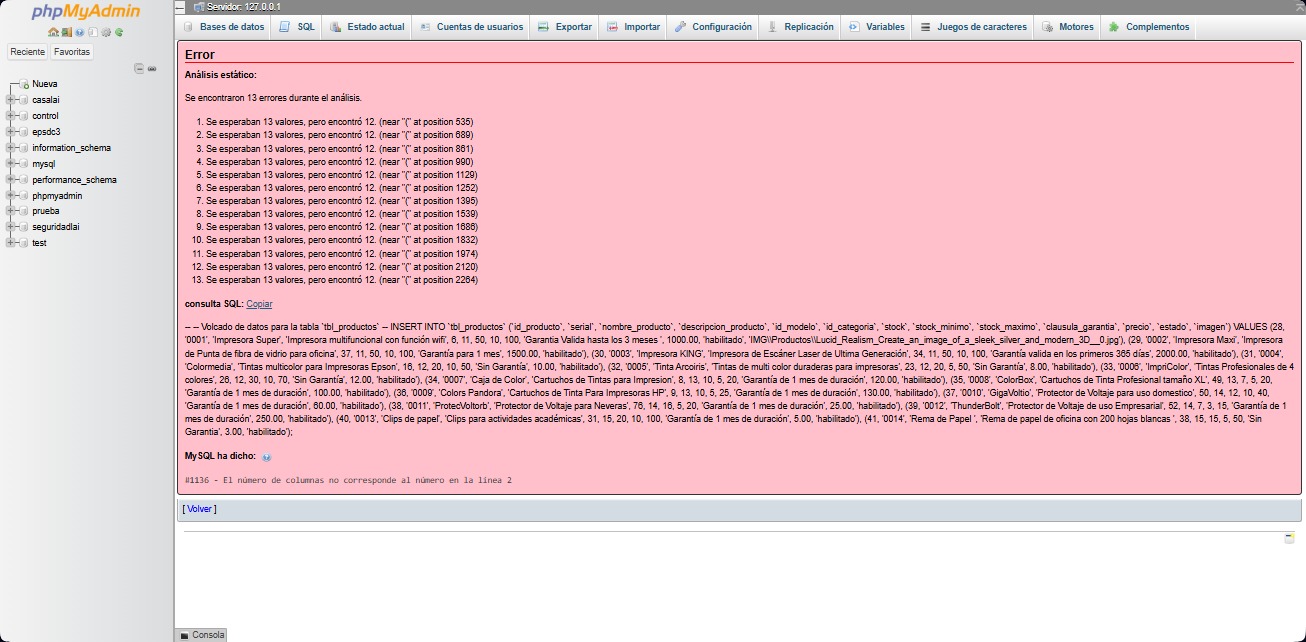 phpMyAdmin
Servidor: 127.0.0.1
Bases de datos SQL Estado actual Cuentas de usuarios Exportar Importar Configuración Replicación Variables Juegos de caracteres Motores Complementos
Reciente Favoritas
Nueva
casalai
control
epsdc3
information_schema
mysql
performance_schema
phpmyadmin
prueba
seguridadlai
test
Error
Análisis estático:
Se encontraron 13 errores durante el análisis.
1. Se esperaban 13 valores, pero encontró 12. (near "(" at position 535)
2. Se esperaban 13 valores, pero encontró 12. (near "(" at position 689)
3. Se esperaban 13 valores, pero encontró 12. (near "(" at position 861)
4. Se esperaban 13 valores, pero encontró 12. (near "(" at position 990)
5. Se esperaban 13 valores, pero encontró 12. (near "(" at position 1129)
6. Se esperaban 13 valores, pero encontró 12. (near "(" at position 1252)
7. Se esperaban 13 valores, pero encontró 12. (near "(" at position 1395)
8. Se esperaban 13 valores, pero encontró 12. (near "(" at position 1539)
9. Se esperaban 13 valores, pero encontró 12. (near "(" at position 1686)
10. Se esperaban 13 valores, pero encontró 12. (near "(" at position 1832)
11. Se esperaban 13 valores, pero encontró 12. (near "(" at position 1974)
12. Se esperaban 13 valores, pero encontró 12. (near "(" at position 2120)
13. Se esperaban 13 valores, pero encontró 12. (near "(" at position 2264)
consulta SQL: Copiar
-- -- Volcado de datos para la tabla `tbl_productos` -- INSERT INTO `tbl_productos` (`id_producto`, `serial`, `nombre_producto`, `descripcion_producto`, `id_modelo`, `id_categoria`, `stock`, `stock_minimo`, `stock_maximo`, `clausula_garantia`, `precio`, `estado`, `imagen`) VALUES (28,
'0001', 'Impresora Super', 'Impresora multifuncional con función wifi', 6, 11, 50, 10, 100, 'Garantia Valida hasta los 3 meses ', 1000.00, 'habilitado', 'IMG\\Productos\\Lucid_Realism_Create_an_image_of_a_sleek_silver_and_modern_3D__0.jpg'), (29, '0002', 'Impresora Maxi', 'Impresora
de Punta de fibra de vidrio para oficina', 37, 11, 50, 10, 100, 'Garantía para 1 mes', 1500.00, 'habilitado'), (30, '0003', 'Impresora KING', 'Impresora de Escáner Laser de Ultima Generación', 34, 11, 50, 10, 100, 'Garantía valida en los primeros 365 días', 2000.00, 'habilitado'), (31, '0004',
'Colormedia', 'Tintas multicolor para Impresoras Epson', 16, 12, 20, 10, 50, 'Sin Garantía', 10.00, 'habilitado'), (32, '0005', 'Tinta Arcoiris', 'Tintas de multi color duraderas para impresoras', 23, 12, 20, 5, 50, 'Sin Garantía', 8.00, 'habilitado'), (33, '0006', 'ImpriColor', 'Tintas Profesionales de 4
colores', 26, 12, 30, 10, 70, 'Sin Garantía', 12.00, 'habilitado'), (34, '0007', 'Caja de Color', 'Cartuchos de Tintas para Impresion', 8, 13, 10, 5, 20, 'Garantía de 1 mes de duración', 120.00, 'habilitado'), (35, '0008', 'ColorBox', 'Cartuchos de Tinta Profesional tamaño XL', 49, 13, 7, 5, 20,
'Garantía de 1 mes de duración', 100.00, 'habilitado'), (36, '0009', 'Colors Pandora', 'Cartuchos de Tinta Para Impresoras HP', 9, 13, 10, 5, 25, 'Garantía de 1 mes de duración', 130.00, 'habilitado'), (37, '0010', 'GigaVoltio', 'Protector de Voltaje para uso domestico', 50, 14, 12, 10, 40,
'Garantía de 1 mes de duración', 60.00, 'habilitado'), (38, '0011', 'ProtecVoltorb', 'Protector de Voltaje para Neveras', 76, 14, 16, 5, 20, 'Garantía de 1 mes de duración', 25.00, 'habilitado'), (39, '0012', 'ThunderBolt', 'Protector de Voltaje de uso Empresarial', 52, 14, 7, 3, 15, 'Garantía de 1
mes de duración', 250.00, 'habilitado'), (40, '0013', 'Clips de papel', 'Clips para actividades académicas', 31, 15, 20, 10, 100, 'Garantía de 1 mes de duración', 5.00, 'habilitado'), (41, '0014', 'Rema de Papel ', 'Rema de papel de oficina con 200 hojas blancas ', 38, 15, 15, 5, 50, 'Sin
Garantia', 3.00, 'habilitado');
MySQL ha dicho:
#1136 - El número de columnas no corresponde al número en la línea 2
[ Volver ]
Consola